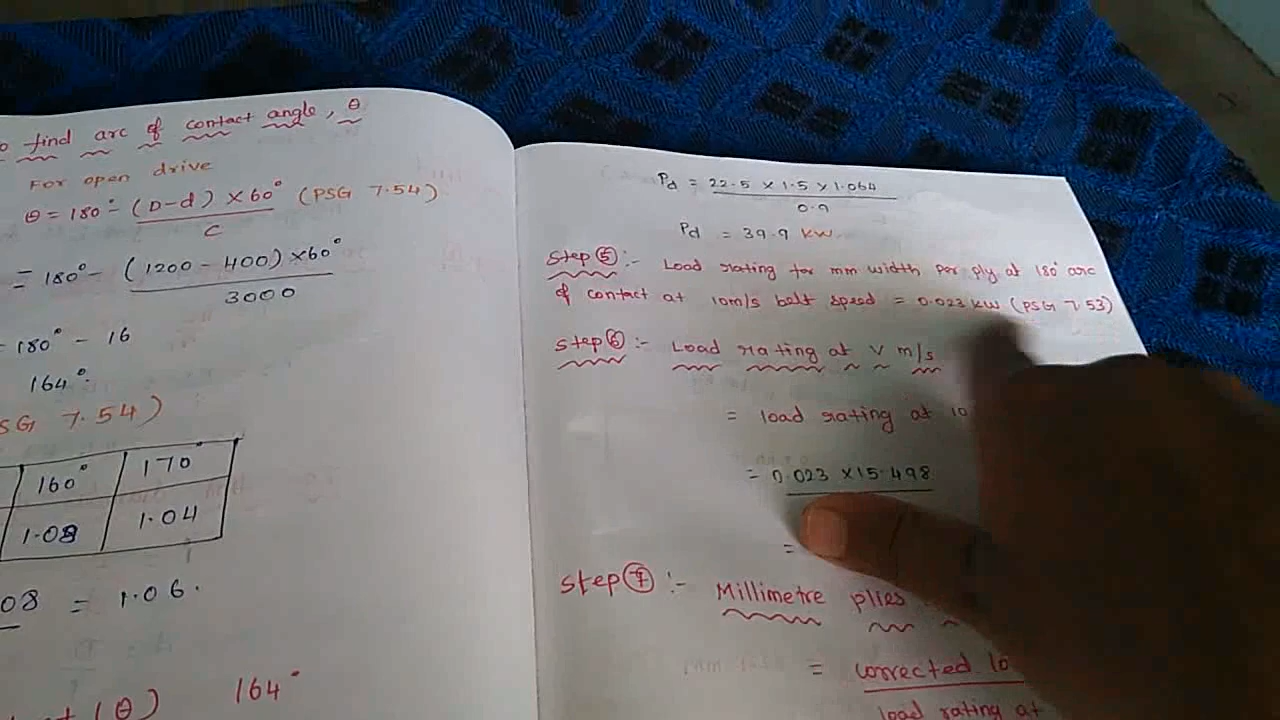 find arc of contact angle, θ
For open drive
θ = 180° - (D-d) × 60° (PSG 7.54)
C
= 180° - (1200 - 400) × 60°
3000
= 180° - 16
164°.
7.54)
160° 170°
1.08 1.04
08 = 1.06.
(θ) 164°
Pd = 22.5 × 1.5 × 1.064
0.9
Pd = 39.9 kW
Step ⑤:- Load rating for mm width per ply at 180° arc
of contact at 10m/s belt speed = 0.023 kW (PSG 7.53)
Step ⑥:- Load rating at V m/s
= load rating at 10
= 0.023 × 15.498
=
Step ⑦:- Millimetre plies
= corrected lo
load rating at